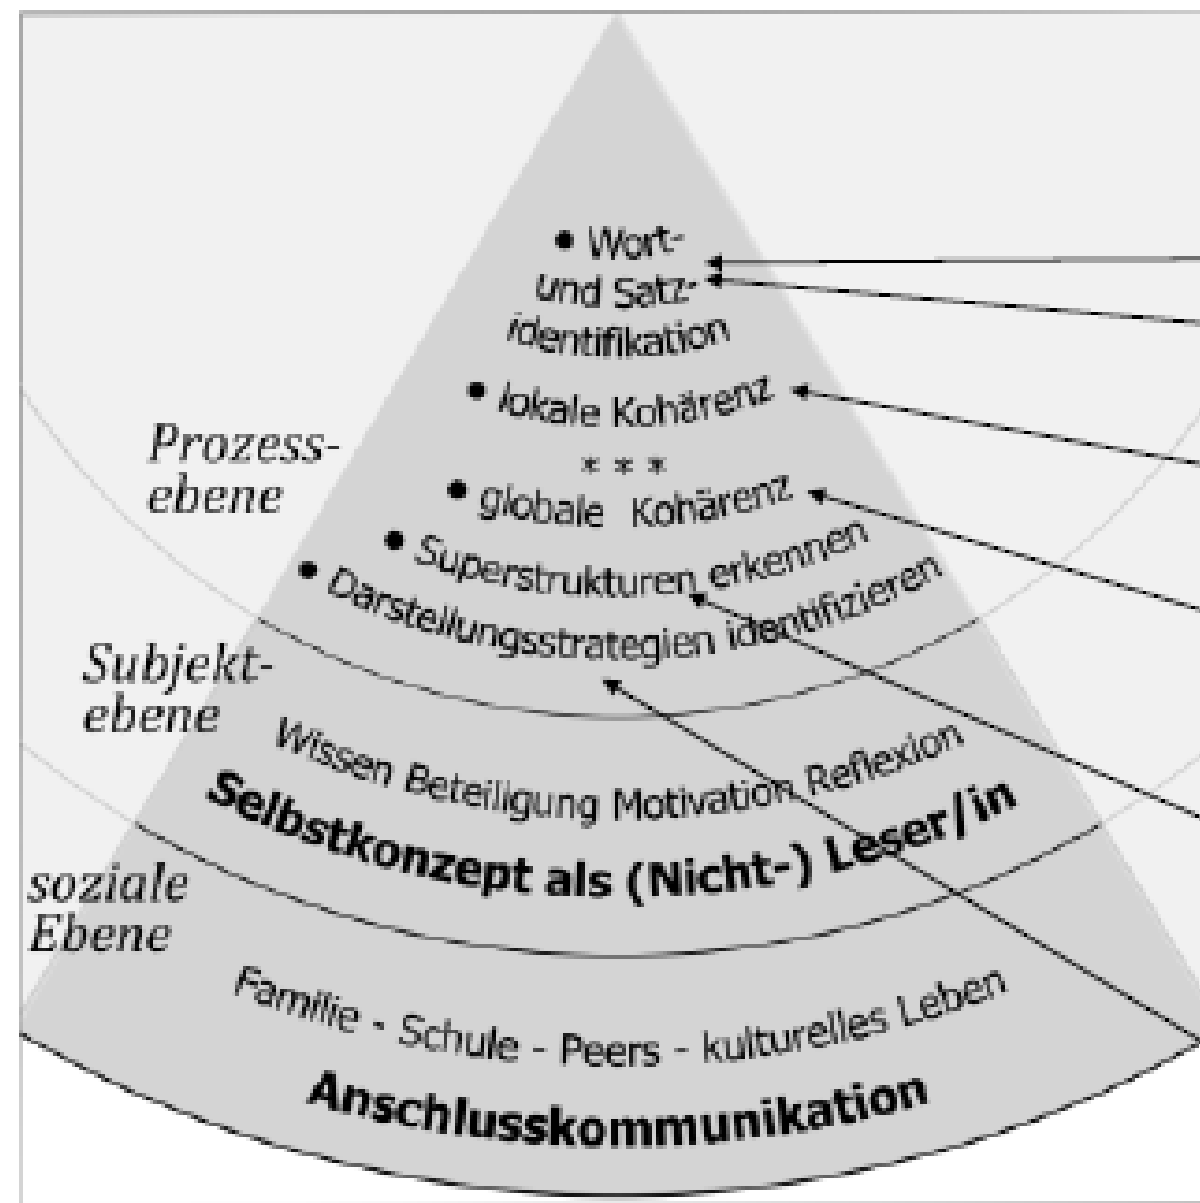 • Wort-
und Satz-
identifikation
• lokale Kohärenz
* * *
• globale Kohärenz
• Superstrukturen erkennen
• Darstellungsstrategien identifizieren
Prozess-
ebene
Subjekt-
ebene
Wissen Beteiligung Motivation Reflexion
Selbstkonzept als (Nicht-) Leser/in
soziale
Ebene
Familie - Schule - Peers - kulturelles Leben
Anschlusskommunikation